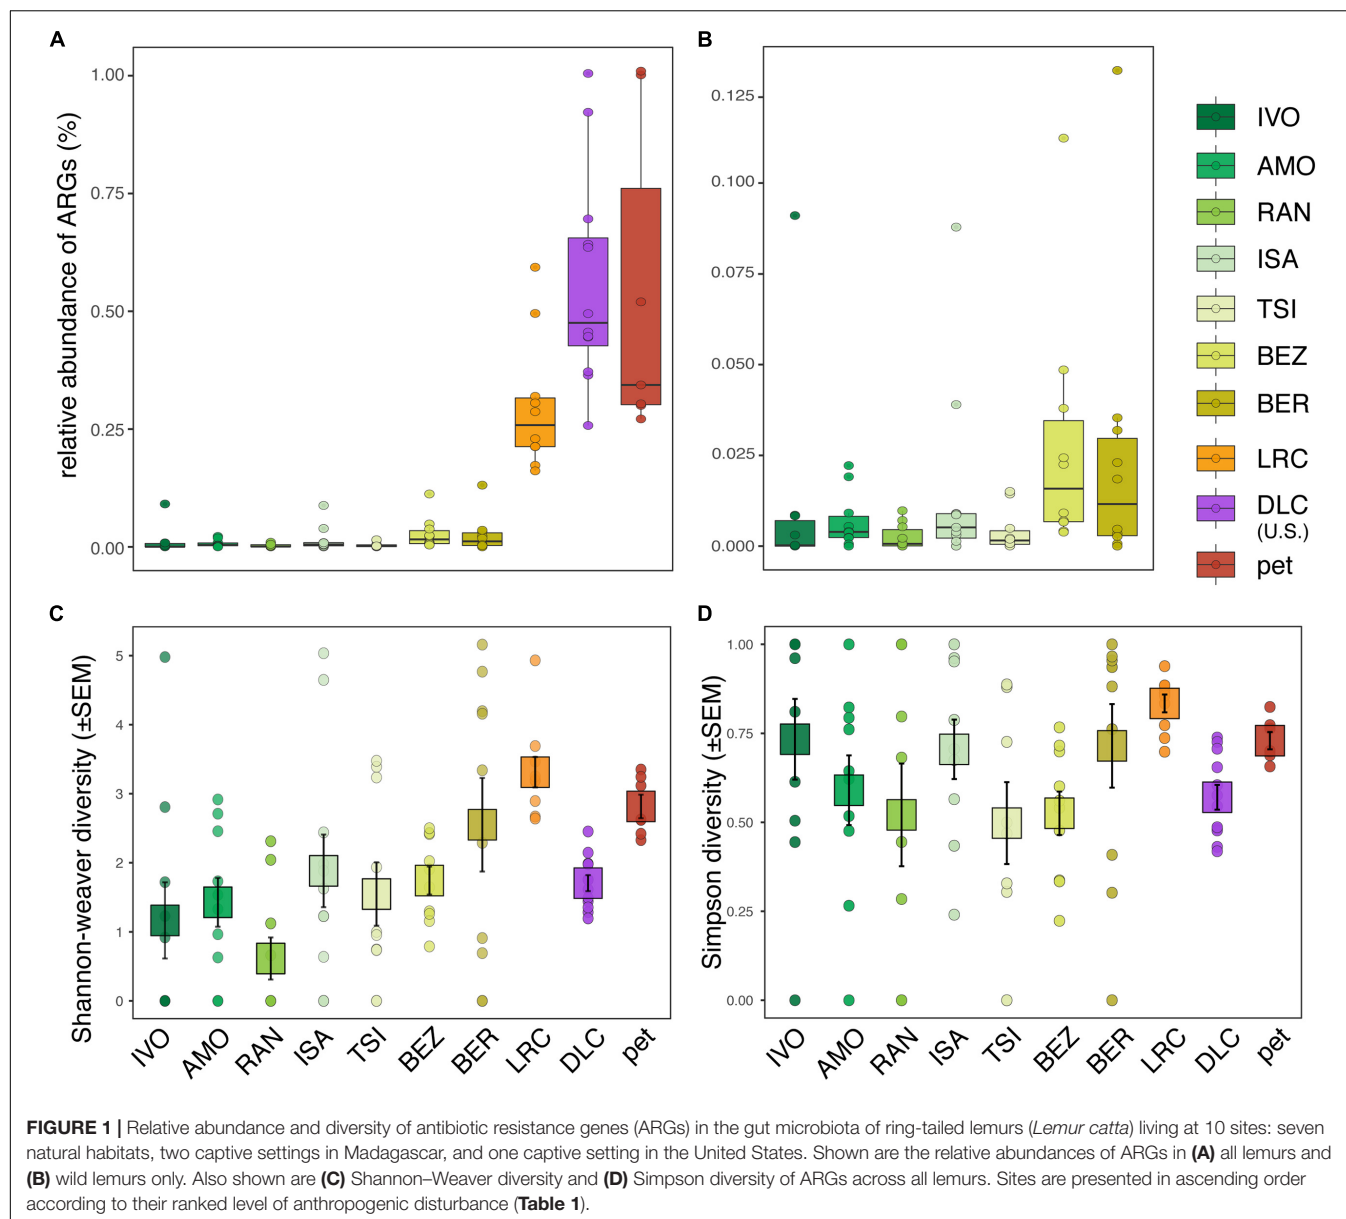 A
B
relative abundance of ARGs (%)
1.00
0.75
0.50
0.25
0.00
0.125
0.100
0.075
0.050
0.025
0.000
IVO
AMO
RAN
ISA
TSI
BEZ
BER
LRC
DLC
(U.S.)
pet
C
D
Shannon-weaver diversity (±SEM)
5
4
3
2
1
0
IVO
AMO
RAN
ISA
TSI
BEZ
BER
LRC
DLC
pet
Simpson diversity (±SEM)
1.00
0.75
0.50
0.25
0.00
IVO
AMO
RAN
ISA
TSI
BEZ
BER
LRC
DLC
pet
FIGURE 1 | Relative abundance and diversity of antibiotic resistance genes (ARGs) in the gut microbiota of ring-tailed lemurs (Lemur catta) living at 10 sites: seven
natural habitats, two captive settings in Madagascar, and one captive setting in the United States. Shown are the relative abundances of ARGs in (A) all lemurs and
(B) wild lemurs only. Also shown are (C) Shannon–Weaver diversity and (D) Simpson diversity of ARGs across all lemurs. Sites are presented in ascending order
according to their ranked level of anthropogenic disturbance (Table 1).